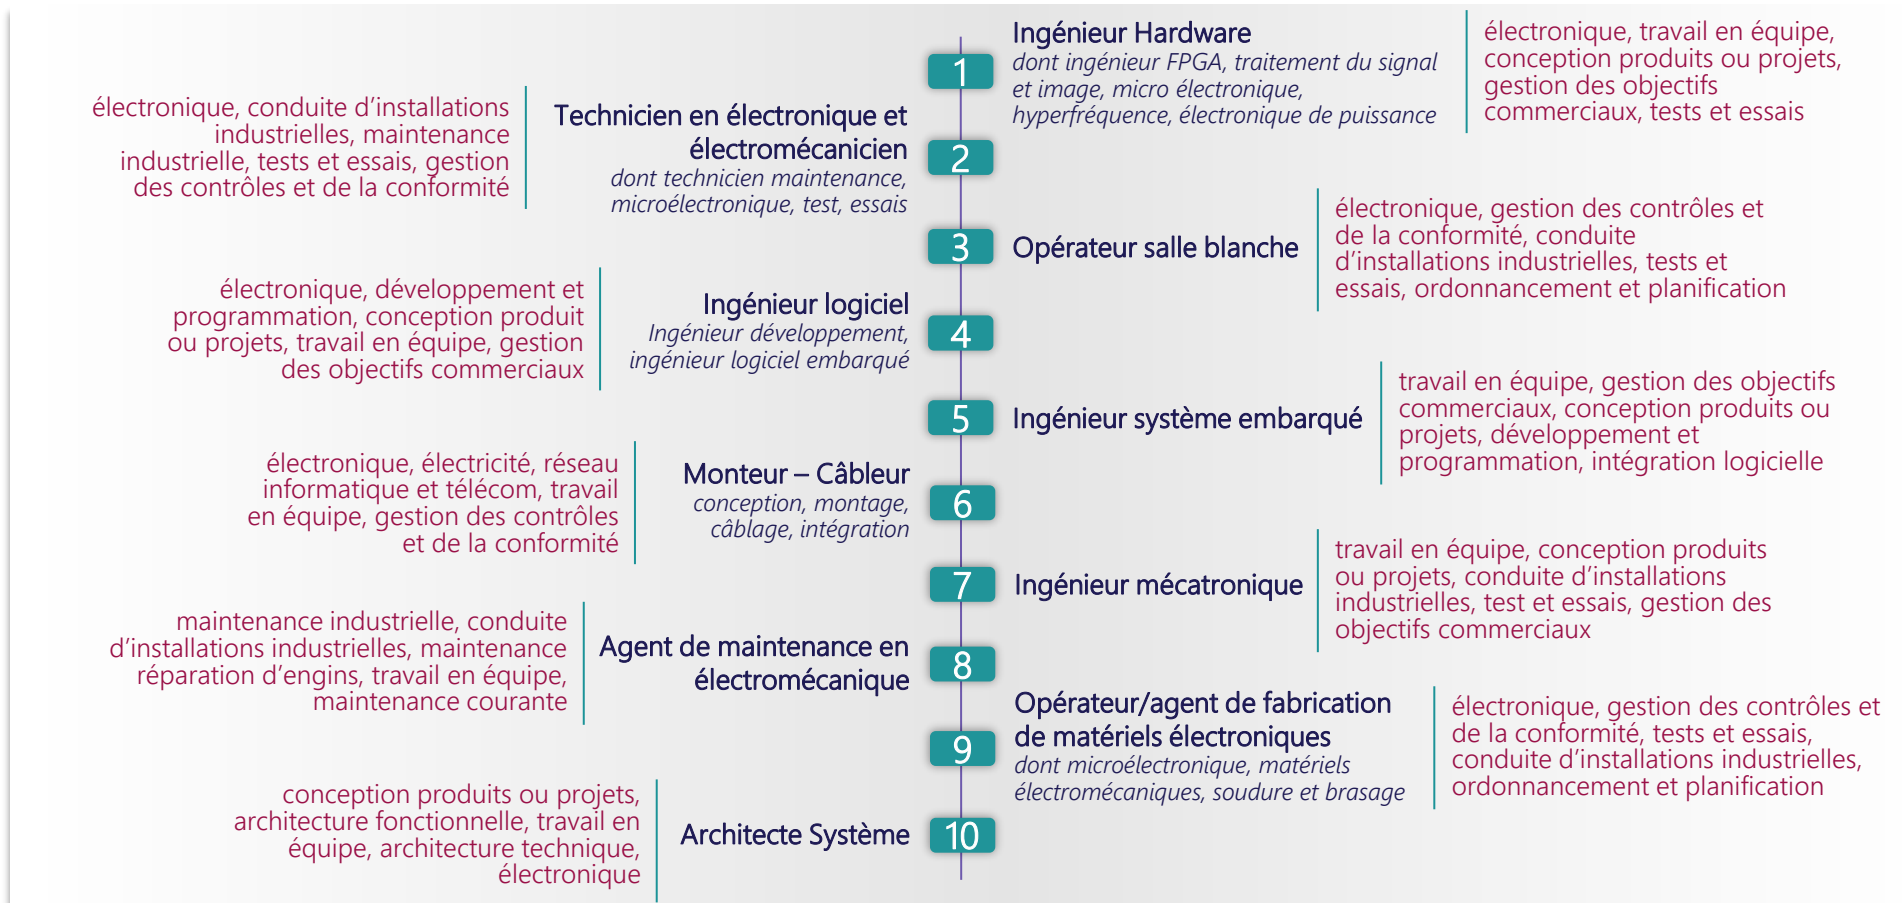 1
Ingénieur Hardware
dont ingénieur FPGA, traitement du signal
et image, micro électronique,
hyperfréquence, électronique de puissance
électronique, travail en équipe,
conception produits ou projets,
gestion des objectifs
commerciaux, tests et essais
2
Technicien en électronique et
électromécanicien
dont technicien maintenance,
microélectronique, test, essais
électronique, conduite d’installations
industrielles, maintenance
industrielle, tests et essais, gestion
des contrôles et de la conformité
3
Opérateur salle blanche
électronique, gestion des contrôles et
de la conformité, conduite
d’installations industrielles, tests et
essais, ordonnancement et planification
4
Ingénieur logiciel
Ingénieur développement,
ingénieur logiciel embarqué
électronique, développement et
programmation, conception produit
ou projets, travail en équipe, gestion
des objectifs commerciaux
5
Ingénieur système embarqué
travail en équipe, gestion des objectifs
commerciaux, conception produits ou
projets, développement et
programmation, intégration logicielle
6
Monteur – Câbleur
conception, montage,
câblage, intégration
électronique, électricité, réseau
informatique et télécom, travail
en équipe, gestion des contrôles
et de la conformité
7
Ingénieur mécatronique
travail en équipe, conception produits
ou projets, conduite d’installations
industrielles, test et essais, gestion des
objectifs commerciaux
8
Agent de maintenance en
électromécanique
maintenance industrielle, conduite
d’installations industrielles, maintenance
réparation d’engins, travail en équipe,
maintenance courante
9
Opérateur/agent de fabrication
de matériels électroniques
dont microélectronique, matériels
électromécaniques, soudure et brasage
électronique, gestion des contrôles et
de la conformité, tests et essais,
conduite d’installations industrielles,
ordonnancement et planification
10
Architecte Système
conception produits ou projets,
architecture fonctionnelle, travail en
équipe, architecture technique,
électronique